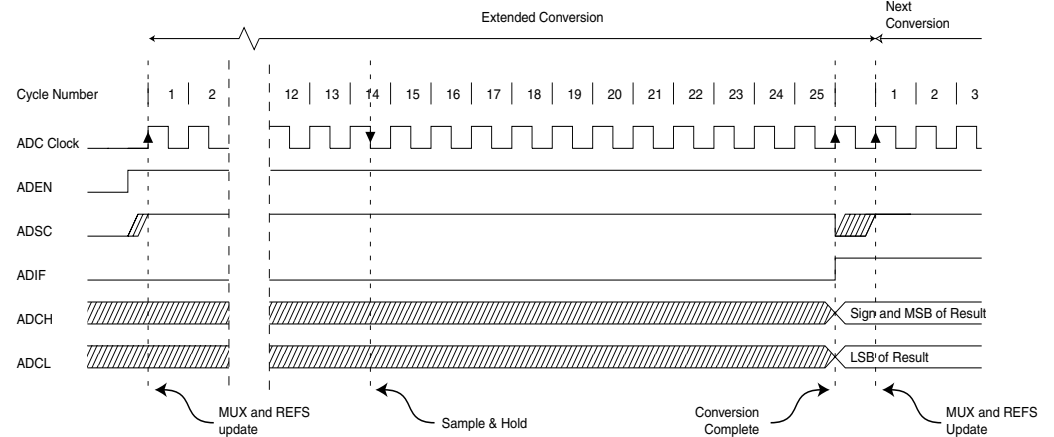 Extended Conversion
Next
Conversion
Cycle Number 1 2 12 13 14 15 16 17 18 19 20 21 22 23 24 25 1 2 3
ADC Clock
ADEN
ADSC
ADIF
ADCH
Sign and MSB of Result
ADCL
LSB of Result
MUX and REFS
update
Sample & Hold
Conversion
Complete
MUX and REFS
Update